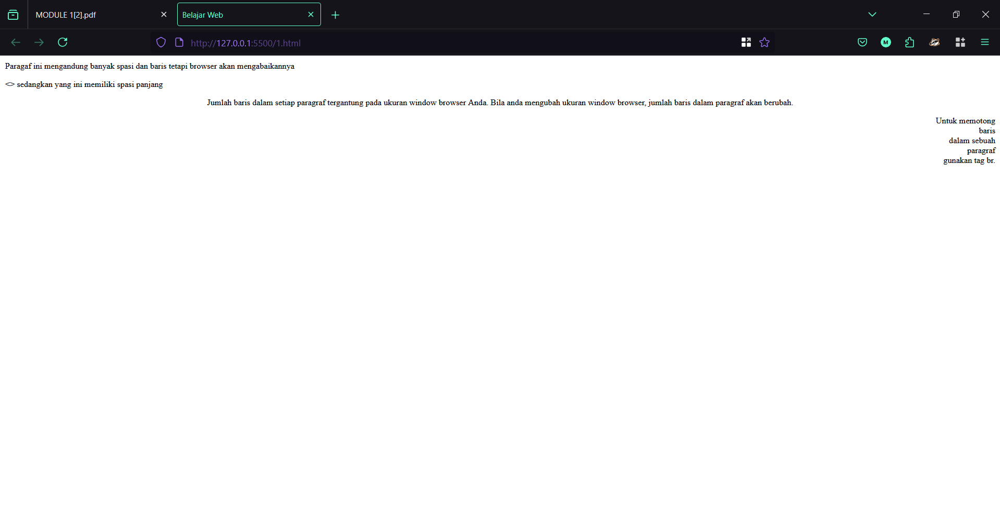 MODULE 1[2].pdf
Belajar Web
http://127.0.0.1:5500/1.html
M
Paragaf ini mengandung banyak spasi dan baris tetapi browser akan mengabaikannya
<> sedangkan yang ini memiliki spasi panjang
Jumlah baris dalam setiap paragraf tergantung pada ukuran window browser Anda. Bila anda mengubah ukuran window browser, jumlah baris dalam paragraf akan berubah.
Untuk memotong
baris
dalam sebuah
paragraf
gunakan tag br.